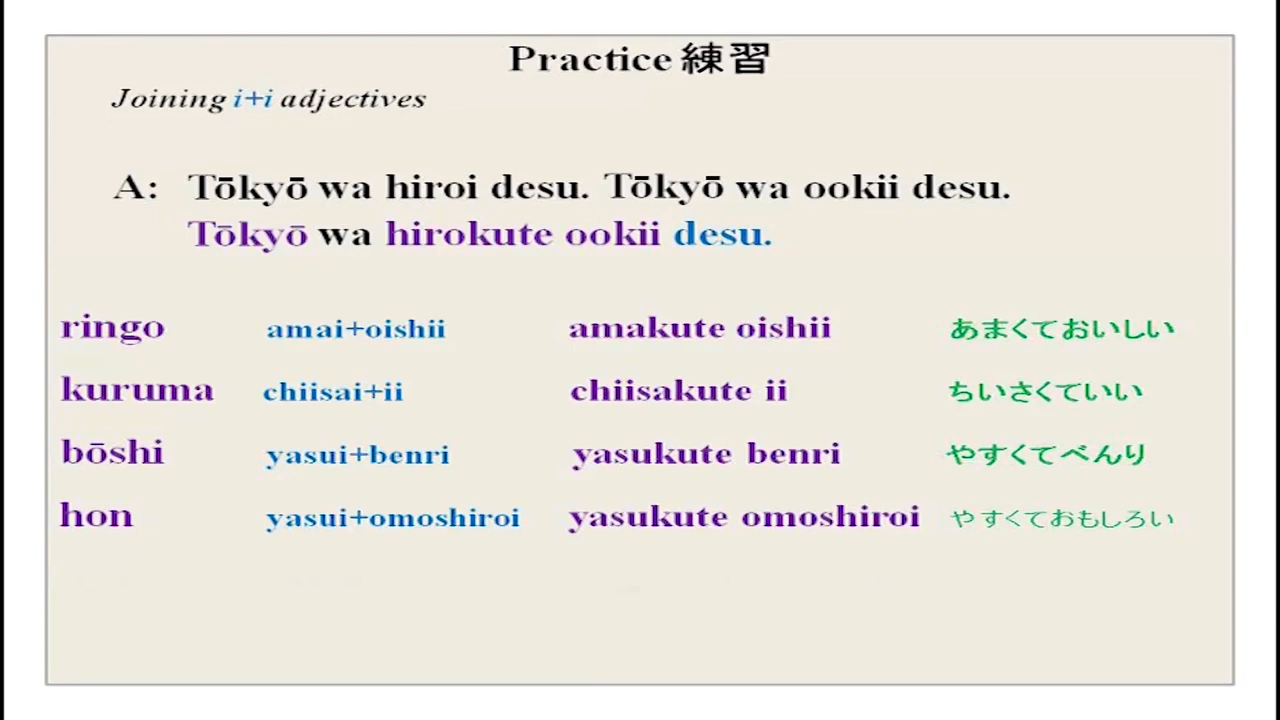 Practice 練習
Joining i+i adjectives
A: Tōkyō wa hiroi desu. Tōkyō wa ookii desu.
Tōkyō wa hirokute ookii desu.
ringo amai+oishii amakute oishii あまくておいしい
kuruma chiisai+ii chiisakute ii ちいさくていい
bōshi yasui+benri yasukute benri やすくてべんり
hon yasui+omoshiroi yasukute omoshiroi やすくておもしろい